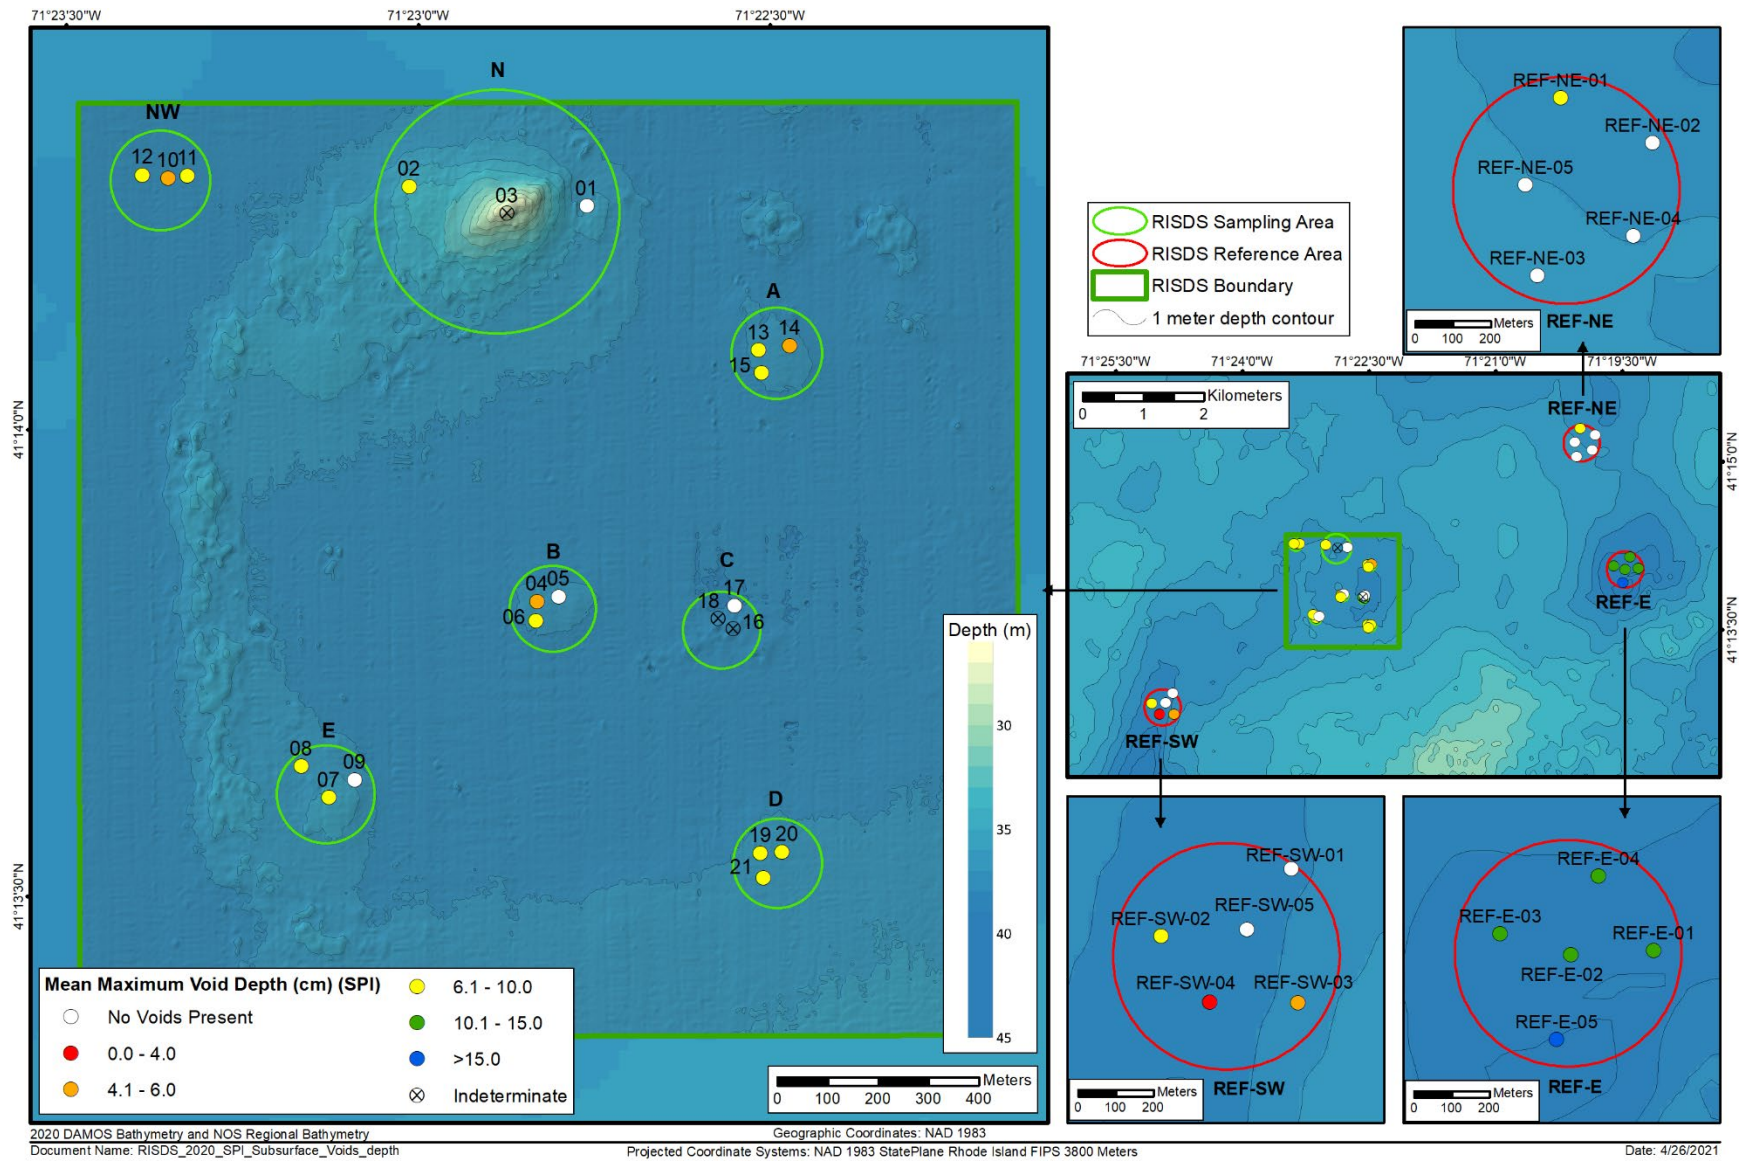 71°23'30"W
71°23'0"W
71°22'30"W
41°14'0"N
41°13'30"N
N
NW
12
10
11
02
03
01
A
13
14
15
B
04
05
06
C
17
18
16
E
08
09
07
D
19
20
21
Depth (m)
30
35
40
45
Mean Maximum Void Depth (cm) (SPI)
No Voids Present
0.0 - 4.0
4.1 - 6.0
6.1 - 10.0
10.1 - 15.0
>15.0
Indeterminate
Meters
0 100 200 300 400
RISDS Sampling Area
RISDS Reference Area
RISDS Boundary
1 meter depth contour
REF-NE-01
REF-NE-02
REF-NE-05
REF-NE-04
REF-NE-03
Meters
0 100 200
REF-NE
71°25'30"W
71°24'0"W
71°22'30"W
71°21'0"W
71°19'30"W
Kilometers
0 1 2
REF-NE
REF-E
REF-SW
41°15'0"N
41°13'30"N
REF-SW-01
REF-SW-05
REF-SW-02
REF-SW-04
REF-SW-03
Meters
0 100 200
REF-SW
REF-E-04
REF-E-03
REF-E-01
REF-E-02
REF-E-05
Meters
0 100 200
REF-E
2020 DAMOS Bathymetry and NOS Regional Bathymetry
Geographic Coordinates: NAD 1983
Document Name: RISDS_2020_SPI_Subsurface_Voids_depth
Projected Coordinate Systems: NAD 1983 StatePlane Rhode Island FIPS 3800 Meters
Date: 4/26/2021